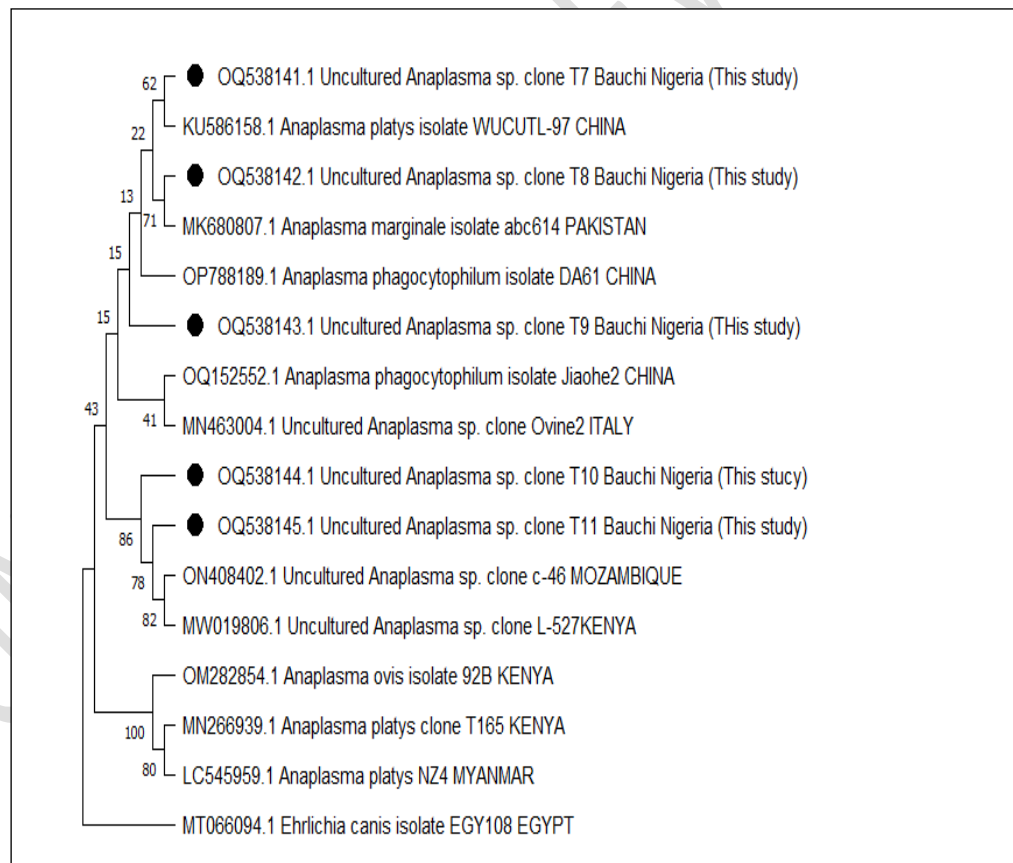 62
OQ538141.1 Uncultured Anaplasma sp. clone T7 Bauchi Nigeria (This study)
KU586158.1 Anaplasma platys isolate WUCUTL-97 CHINA
22
OQ538142.1 Uncultured Anaplasma sp. clone T8 Bauchi Nigeria (This study)
13
71
MK680807.1 Anaplasma marginale isolate abc614 PAKISTAN
15
OP788189.1 Anaplasma phagocytophilum isolate DA61 CHINA
15
OQ538143.1 Uncultured Anaplasma sp. clone T9 Bauchi Nigeria (THis study)
OQ152552.1 Anaplasma phagocytophilum isolate Jiaohe2 CHINA
43
41
MN463004.1 Uncultured Anaplasma sp. clone Ovine2 ITALY
OQ538144.1 Uncultured Anaplasma sp. clone T10 Bauchi Nigeria (This stucy)
86
OQ538145.1 Uncultured Anaplasma sp. clone T11 Bauchi Nigeria (This study)
78
ON408402.1 Uncultured Anaplasma sp. clone c-46 MOZAMBIQUE
82
MW019806.1 Uncultured Anaplasma sp. clone L-527KENYA
OM282854.1 Anaplasma ovis isolate 92B KENYA
100
MN266939.1 Anaplasma platys clone T165 KENYA
80
LC545959.1 Anaplasma platys NZ4 MYANMAR
MT066094.1 Ehrlichia canis isolate EGY108 EGYPT